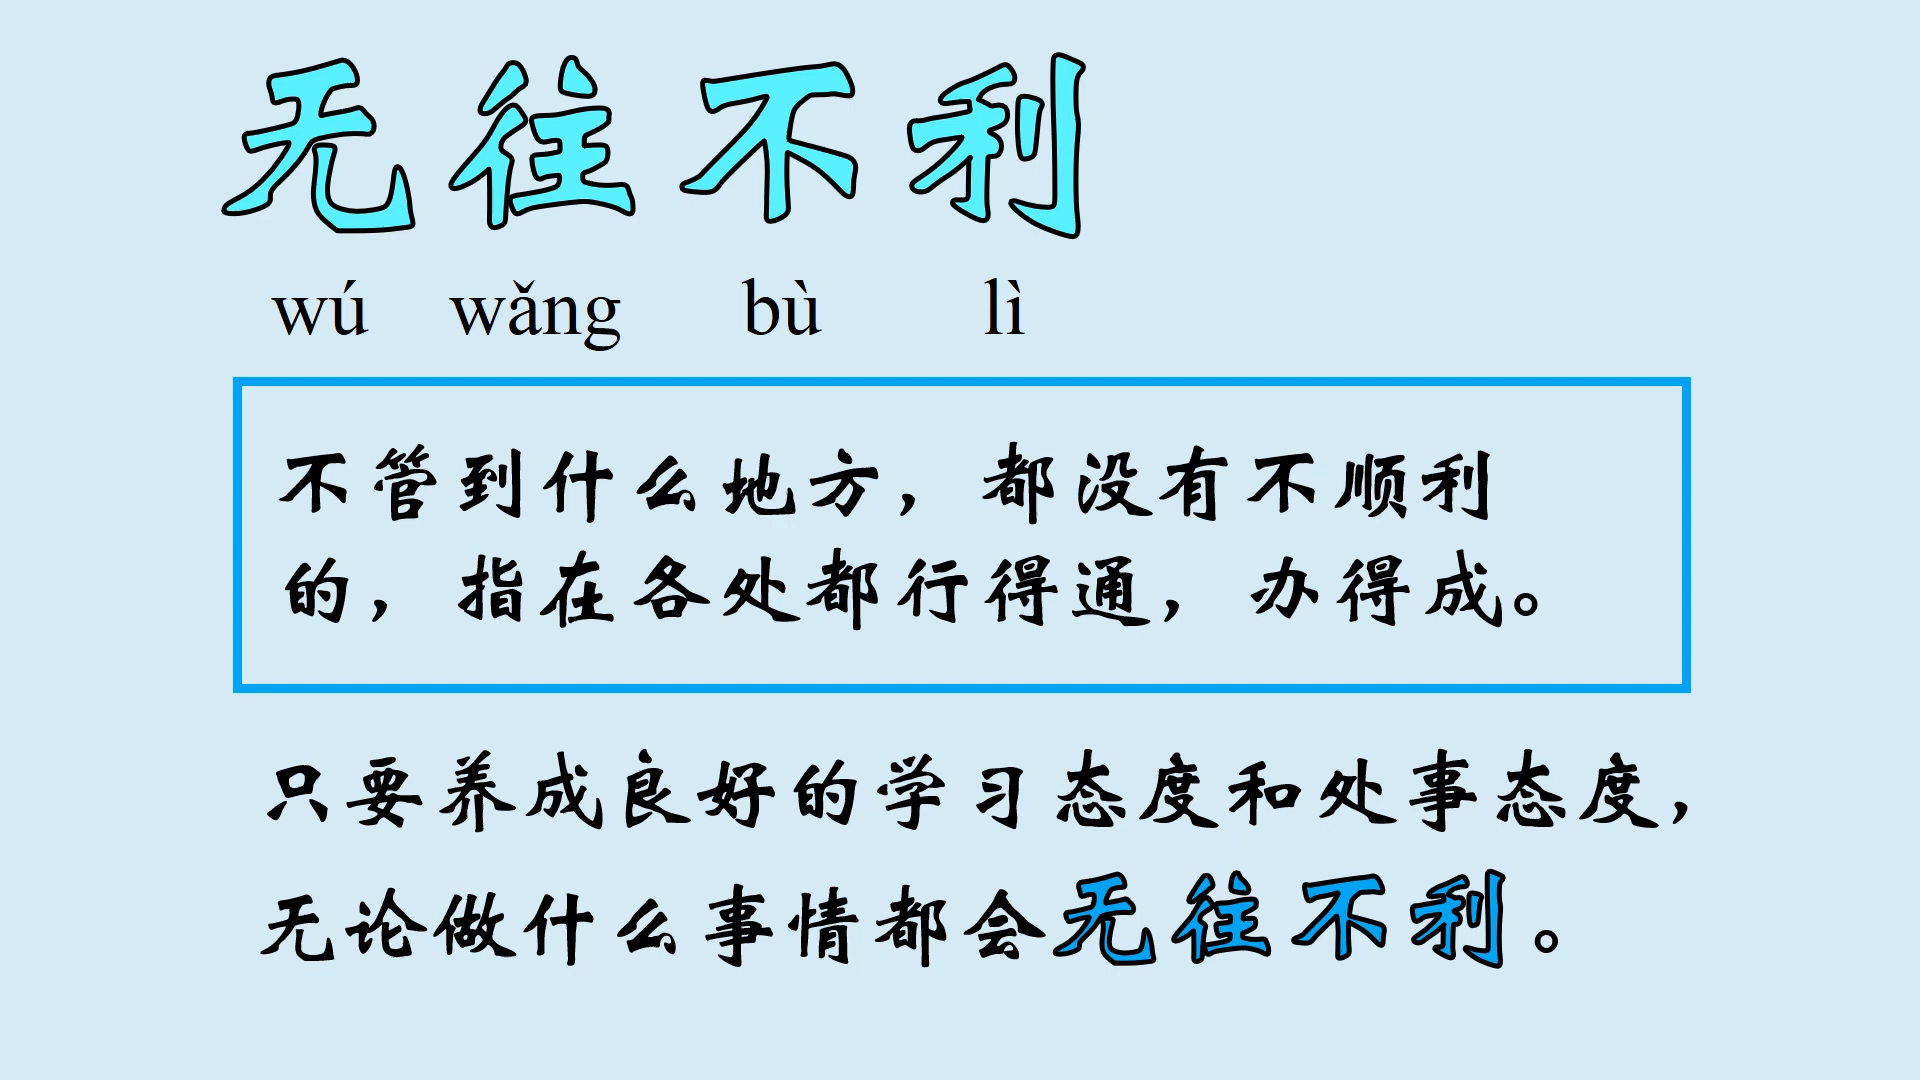 无往不利
wú wǎng bù lì
不管到什么地方，都没有不顺利
的，指在各处都行得通，办得成。
只要养成良好的学习态度和处事态度，
无论做什么事情都会无往不利。